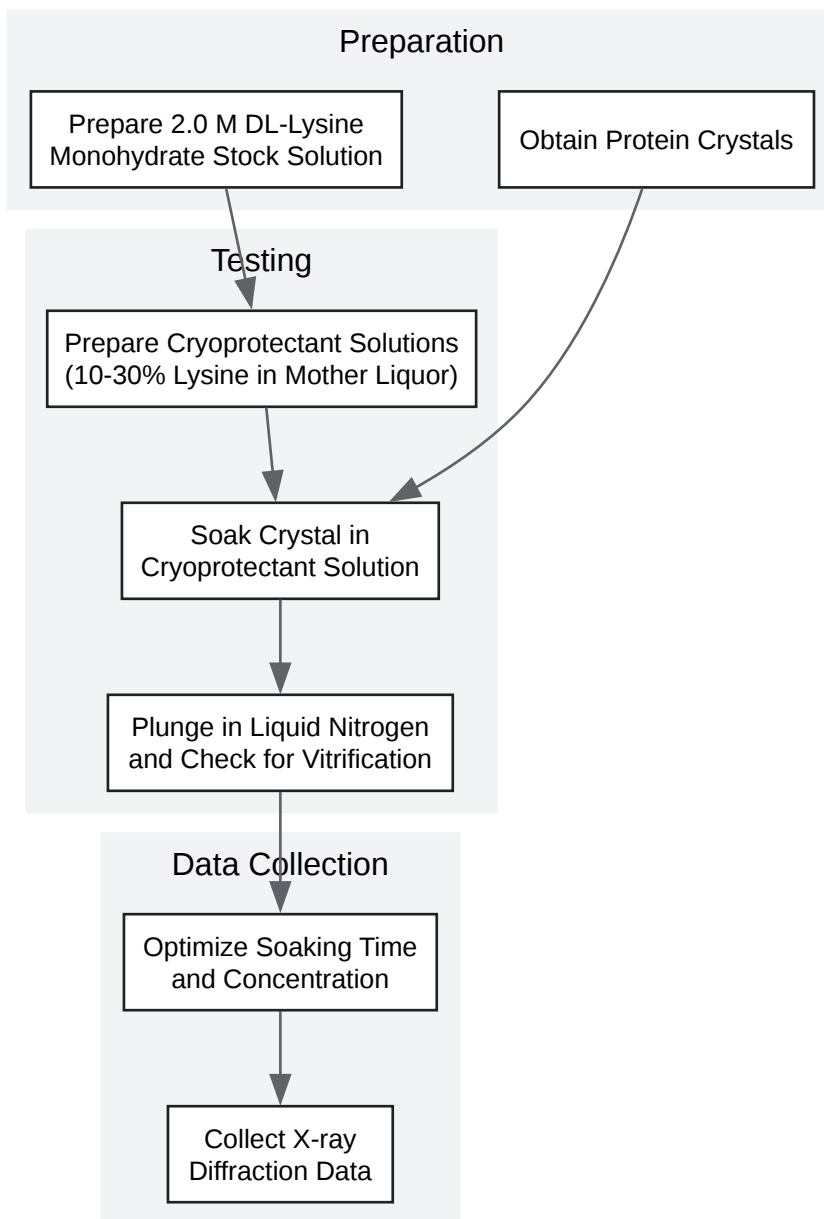 Preparation
Prepare 2.0 M DL-Lysine
Monohydrate Stock Solution
Obtain Protein Crystals
Testing
Prepare Cryoprotectant Solutions
(10-30% Lysine in Mother Liquor)
Soak Crystal in
Cryoprotectant Solution
Plunge in Liquid Nitrogen
and Check for Vitrification
Data Collection
Optimize Soaking Time
and Concentration
Collect X-ray
Diffraction Data